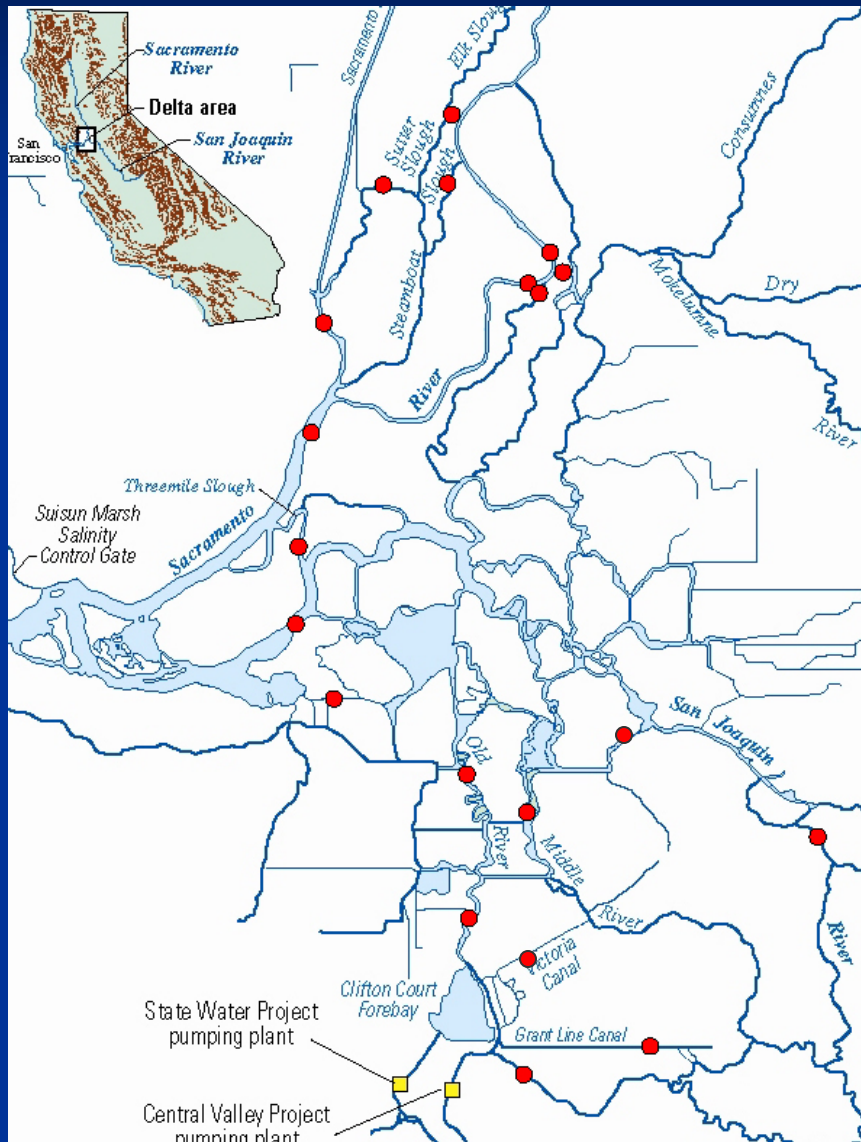 Sacramento
River
Delta area
San
Francisco
San Joaquin
River
Sacramento
Elk Slough
Sutter
Slough
Slough
Steamboat
Consumnes
Dry
Mokelumne
River
River
Threemile Slough
Sacramento
Suisun Marsh
Salinity
Control Gate
San Joaquin
River
Old
River
Middle
River
Victoria
Canal
Clifton Court
Forebay
Grant Line Canal
State Water Project
pumping plant
Central Valley Project
pumping plant